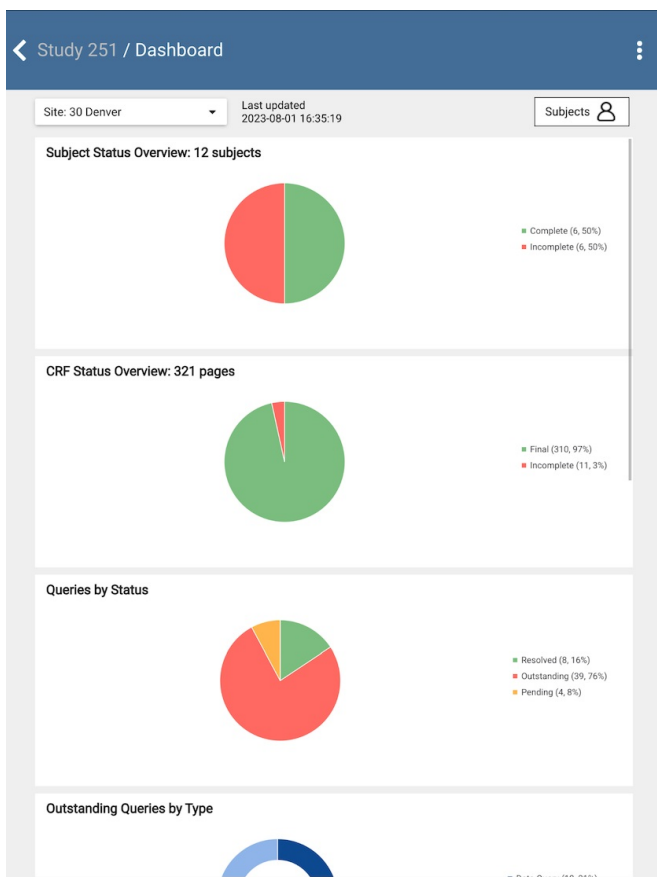 Study 251 / Dashboard
Site: 30 Denver
Last updated
2023-08-01 16:35:19
Subjects
Subject Status Overview: 12 subjects
Complete (6, 50%)
Incomplete (6, 50%)
CRF Status Overview: 321 pages
Final (310, 97%)
Incomplete (11, 3%)
Queries by Status
Resolved (8, 16%)
Outstanding (39, 76%)
Pending (4, 8%)
Outstanding Queries by Type